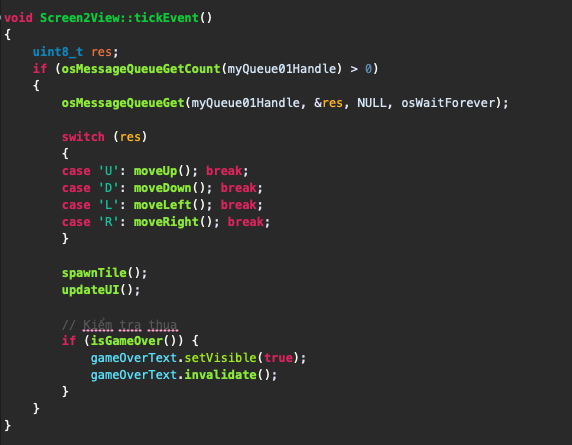 void Screen2View::tickEvent()
{
    uint8_t res;
    if (osMessageQueueGetCount(myQueue01Handle) > 0)
    {
        osMessageQueueGet(myQueue01Handle, &res, NULL, osWaitForever);

        switch (res)
        {
        case 'U': moveUp(); break;
        case 'D': moveDown(); break;
        case 'L': moveLeft(); break;
        case 'R': moveRight(); break;
        }

        spawnTile();
        updateUI();

        // Kiểm tra thua
        if (isGameOver()) {
            gameOverText.setVisible(true);
            gameOverText.invalidate();
        }
    }
}